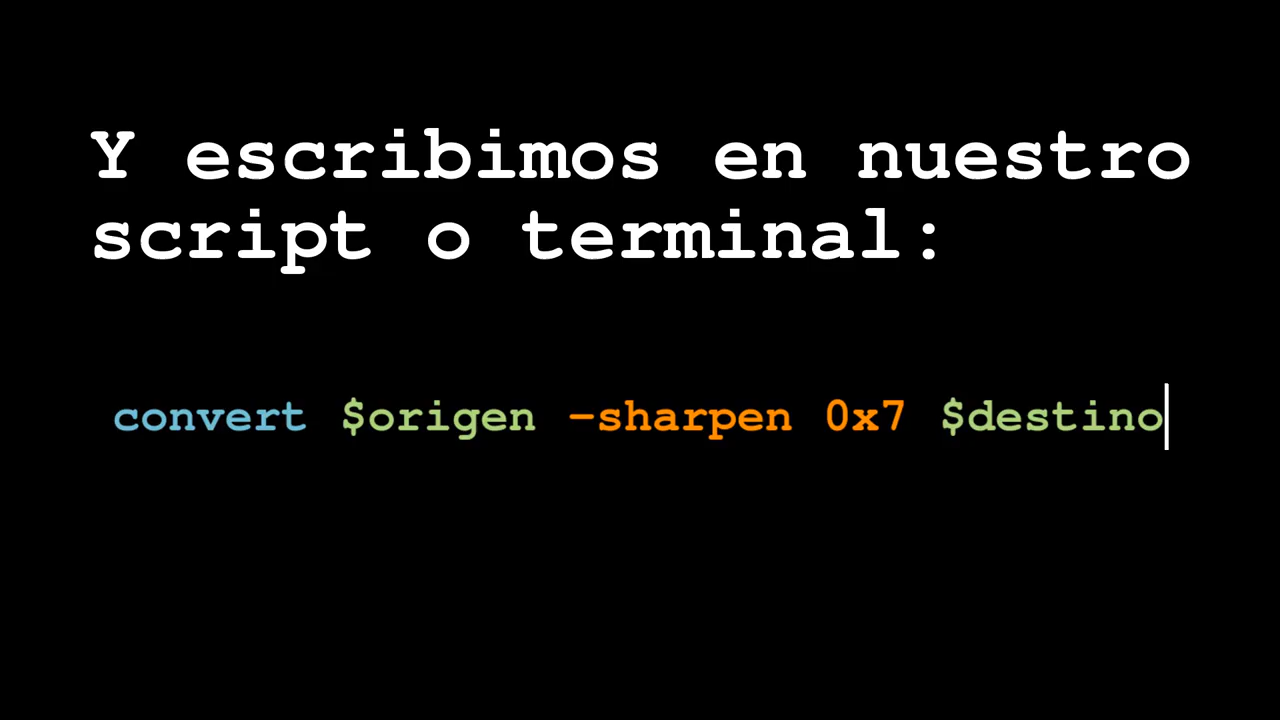 Y escribimos en nuestro
script o terminal:
convert $origen -sharpen 0x7 $destino